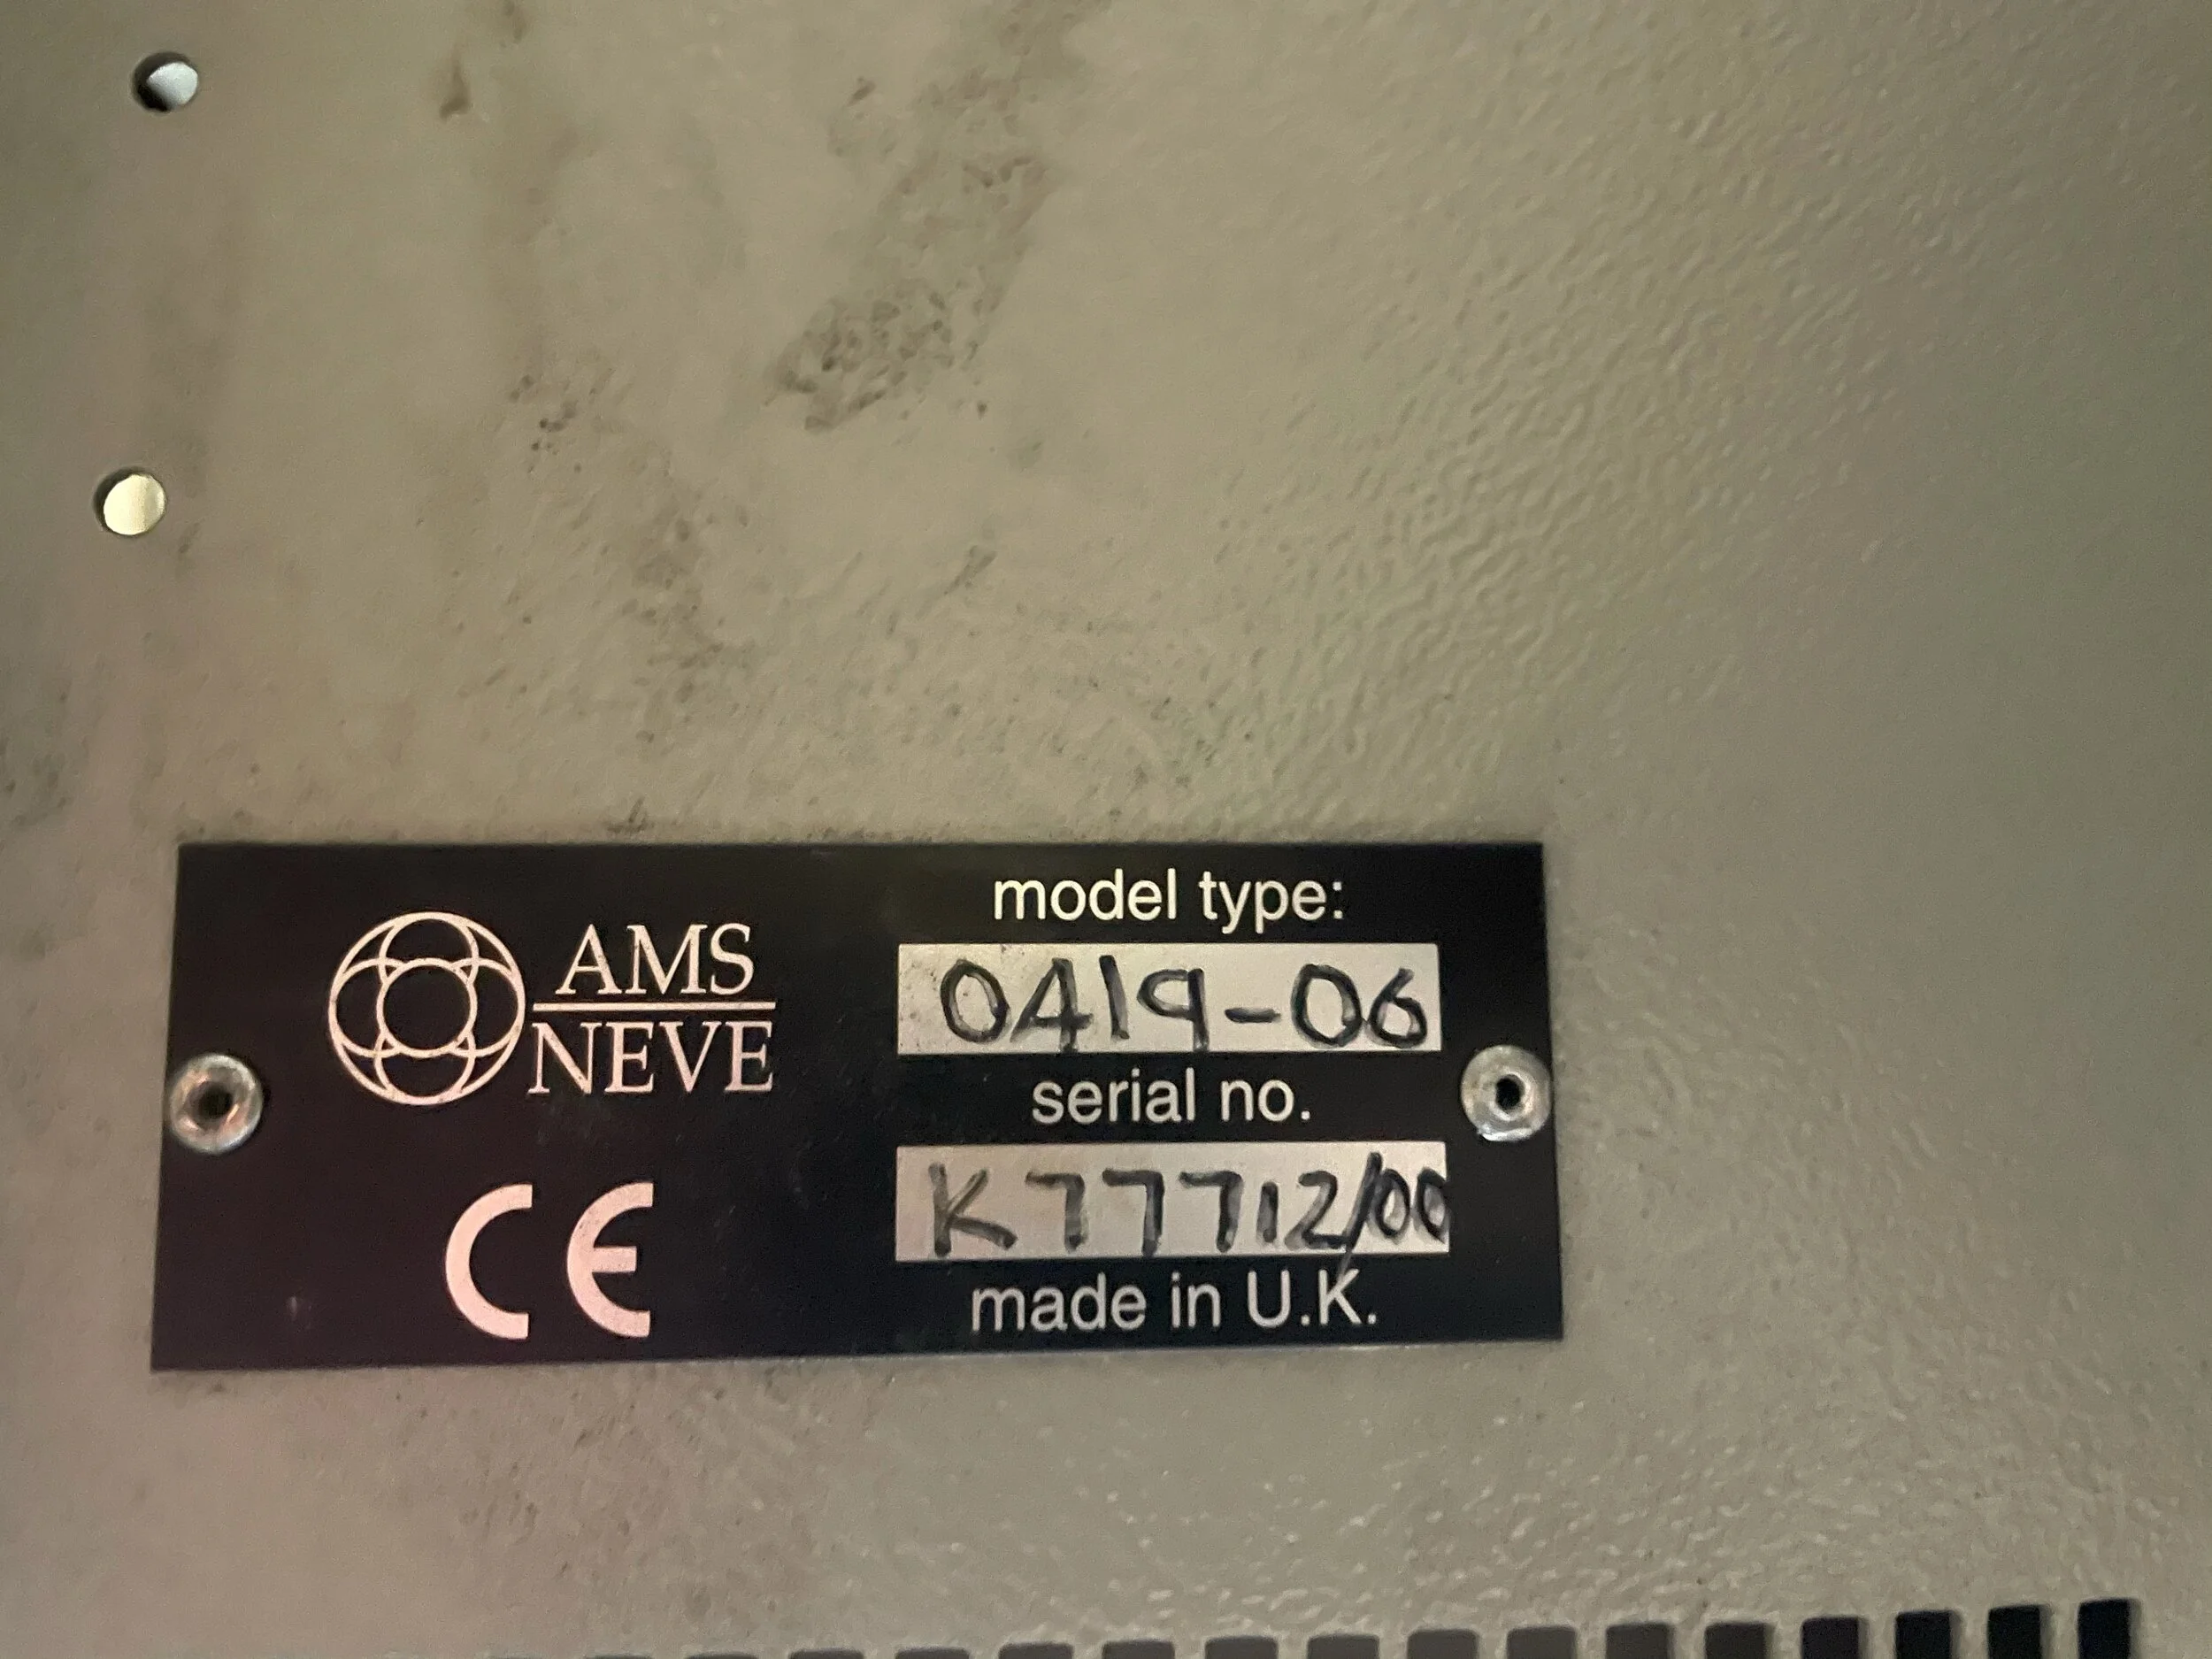 AMS
NEVE
CE
model type:
0419-06
serial no.
K77712/00
made in U.K.